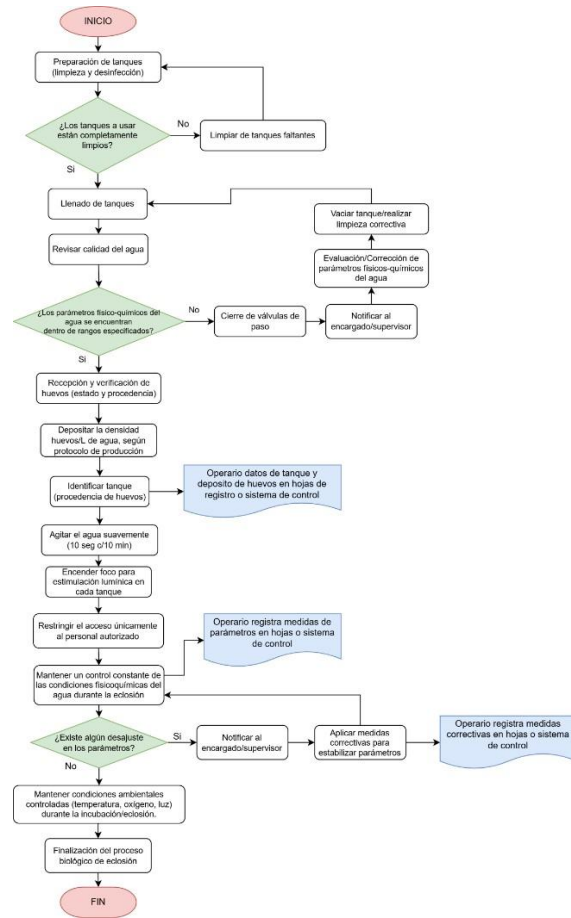 INICIO
Preparación de tanques
(limpieza y desinfección)
¿Los tanques a usar
están completamente
limpios?
No
Limpiar de tanques faltantes
Si
Llenado de tanques
Vaciar tanque/realizar
limpieza correctiva
Revisar calidad del agua
Evaluación/Corrección de
parámetros físicos-químicos
del agua
¿Los parámetros físico-químicos del
agua se encuentran
dentro de rangos especificados?
No
Cierre de válvulas de
paso
Notificar al
encargado/supervisor
Si
Recepción y verificación de
huevos (estado y procedencia)
Depositar la densidad
huevos/L de agua, según
protocolo de producción
Identificar tanque
(procedencia de huevos)
Operario datos de tanque y
deposito de huevos en hojas de
registro o sistema de control
Agitar el agua suavemente
(10 seg c/10 min)
Encender foco para
estimulación lumínica en
cada tanque
Restringir el acceso únicamente
al personal autorizado
Operario registra medidas de
parámetros en hojas o sistema
de control
Mantener un control constante de
las condiciones fisicoquímicas del
agua durante la eclosión
¿Existe algún desajuste
en los parámetros?
Si
Notificar al
encargado/supervisor
Aplicar medidas
correctivas para
estabilizar parámetros
Operario registra medidas
correctivas en hojas o sistema
de control
No
Mantener condiciones ambientales
controladas (temperatura, oxígeno, luz)
durante la incubación/eclosión.
Finalización del proceso
biológico de eclosión
FIN